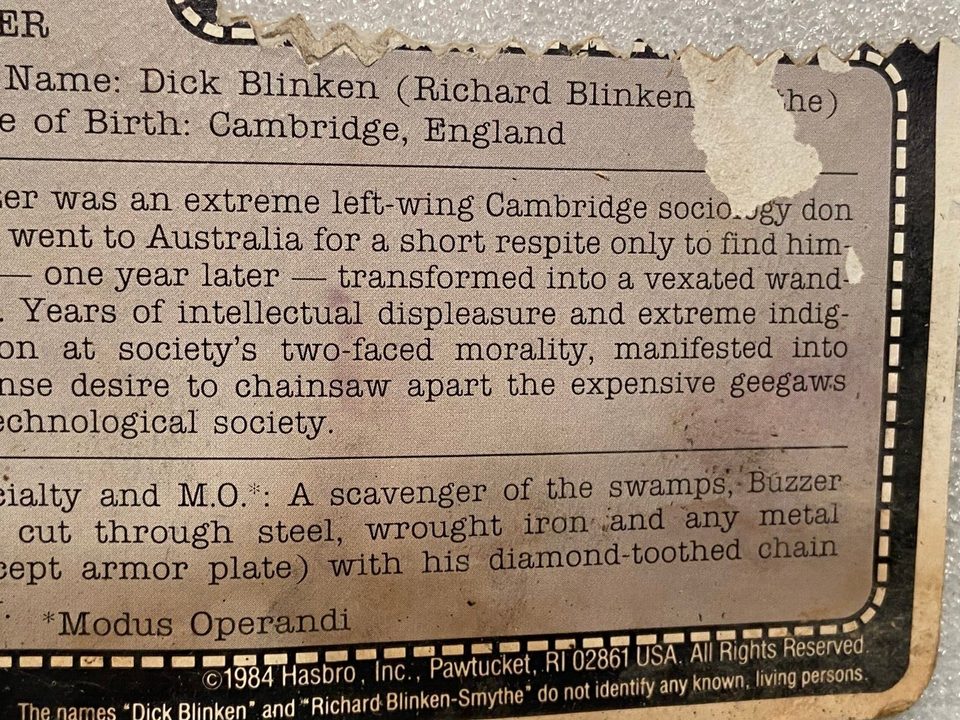 ER
Name: Dick Blinken (Richard Blinken he)
e of Birth: Cambridge, England
er was an extreme left-wing Cambridge sociology don
went to Australia for a short respite only to find him-
— one year later — transformed into a vexated wand-
. Years of intellectual displeasure and extreme indig-
on at society's two-faced morality, manifested into
nse desire to chainsaw apart the expensive geegaws
echnological society.
cialty and M.O.*: A scavenger of the swamps, Buzzer
cut through steel, wrought iron and any metal
cept armor plate) with his diamond-toothed chain
*Modus Operandi
©1984 Hasbro, Inc., Pawtucket, RI 02861 USA. All Rights Reserved.
The names "Dick Blinken" and "Richard Blinken-Smythe" do not identify any known, living persons.